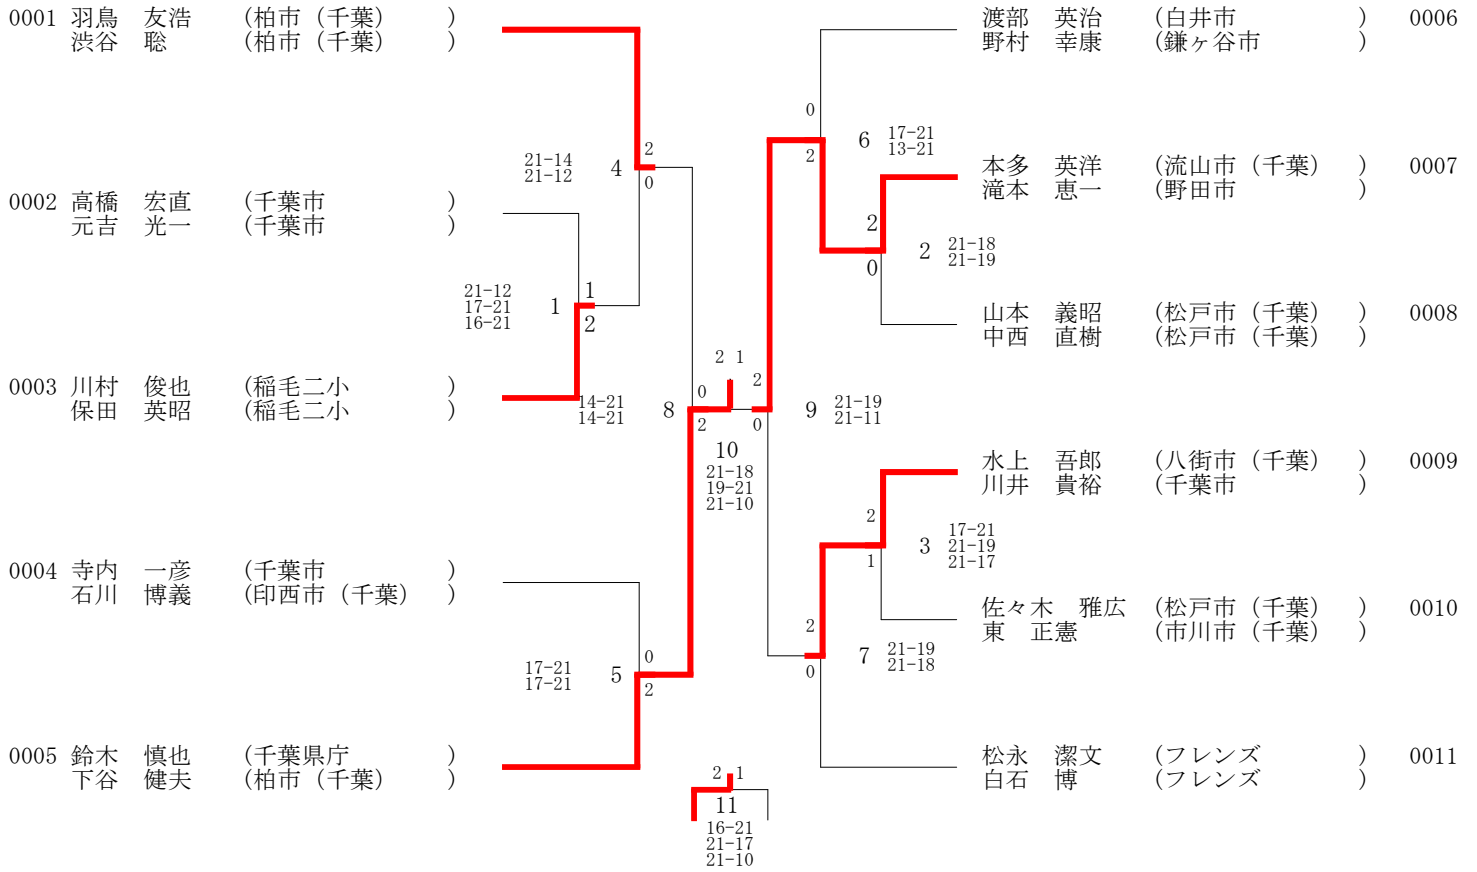 0001 羽鳥　友浩　（柏市（千葉）　）
渋谷　聡　（柏市（千葉）　）
2
21-14
21-12
4
0
0002 高橋　宏直　（千葉市　）
元吉　光一　（千葉市　）
21-12
17-21
16-21
1
1
2
0003 川村　俊也　（稲毛二小　）
保田　英昭　（稲毛二小　）
14-21
14-21
8
0
2
0004 寺内　一彦　（千葉市　）
石川　博義　（印西市（千葉）　）
17-21
17-21
5
0
2
0005 鈴木　慎也　（千葉県庁　）
下谷　健夫　（柏市（千葉）　）
2 1
10
21-18
19-21
21-10
2 1
11
16-21
21-17
21-10
渡部　英治　（白井市　） 0006
野村　幸康　（鎌ヶ谷市　）
0
2
6
17-21
13-21
本多　英洋　（流山市（千葉）　） 0007
滝本　恵一　（野田市　）
2
0
2
21-18
21-19
山本　義昭　（松戸市（千葉）　） 0008
中西　直樹　（松戸市（千葉）　）
2
0
9
21-19
21-11
水上　吾郎　（八街市（千葉）　） 0009
川井　貴裕　（千葉市　）
2
1
3
17-21
21-19
21-17
佐々木　雅広　（松戸市（千葉）　） 0010
東　正憲　（市川市（千葉）　）
2
0
7
21-19
21-18
松永　潔文　（フレンズ　） 0011
白石　博　（フレンズ　）